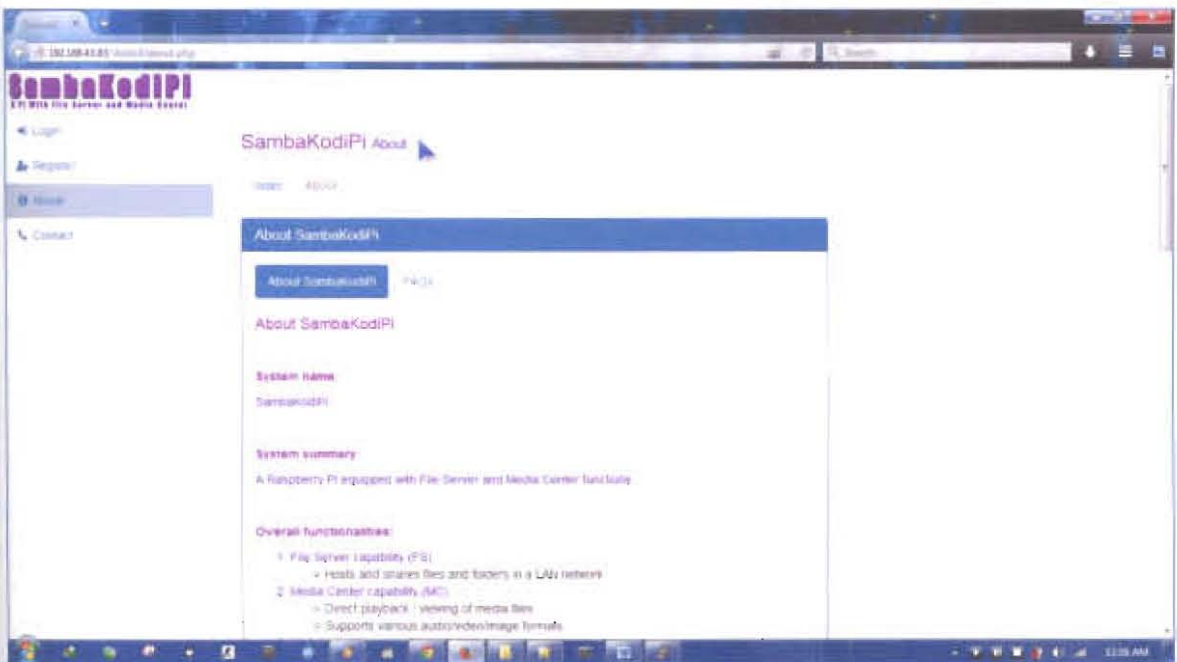 Search
SambaKodiPi
Login
SambaKodiPi About
Register
Index About
About
Contact
About SambaKodiPi
About SambaKodiPi FAQs
About SambaKodiPi
System name
SambaKodiPi
System summary
A Raspberry Pi equipped with File Server and Media Center functions
Overall functionalities:
1 File Server capability (FS)
Hosts and shares files and folders in a LAN network
2 Media Center capability (MC)
Direct playback / viewing of media files
Supports various audio/video/image formats
AM